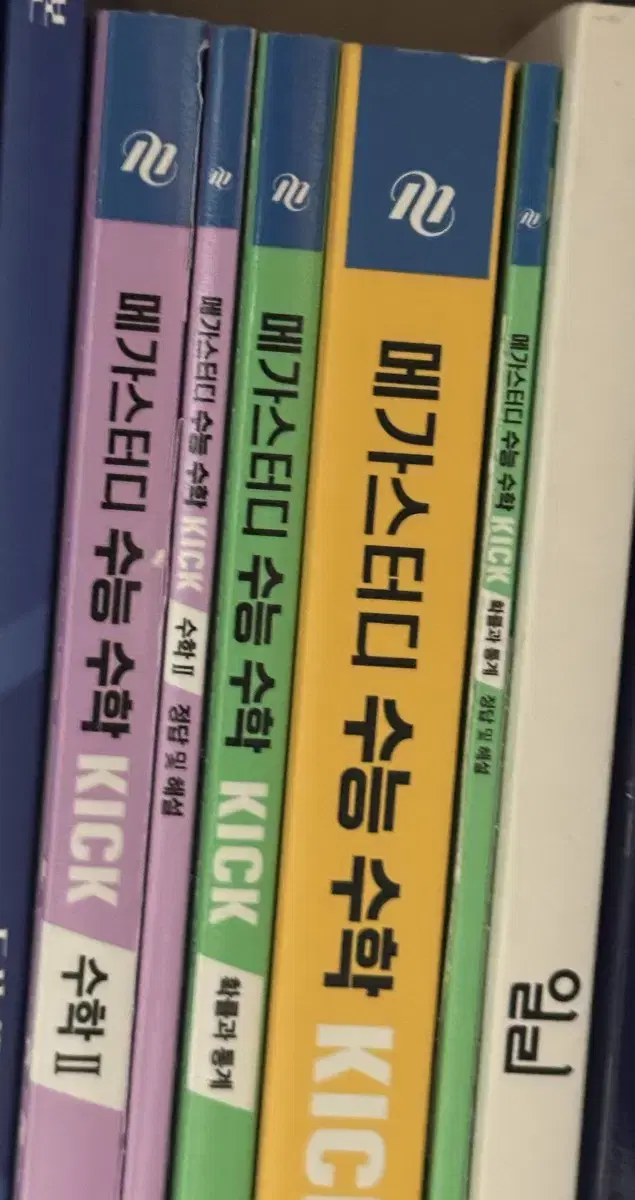 본
메가스터디 수능 수학 KICK 수학 II
메가스터디 수능 수학 KICK 수학 II 정답 및 해설
메가스터디 수능 수학 KICK 확률과 통계
메가스터디 수능 수학 KICK
메가스터디 수능 수학 KICK 확률과 통계 정답 및 해설
일리